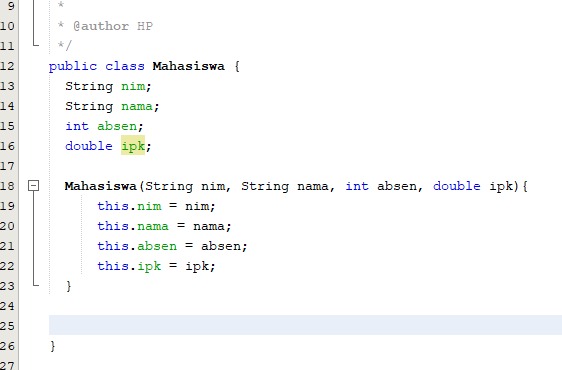 9 *
10 * @author HP
11 */
12 public class Mahasiswa {
13 String nim;
14 String nama;
15 int absen;
16 double ipk;
17
18 Mahasiswa(String nim, String nama, int absen, double ipk){
19 this.nim = nim;
20 this.nama = nama;
21 this.absen = absen;
22 this.ipk = ipk;
23 }
24
25
26 }
27